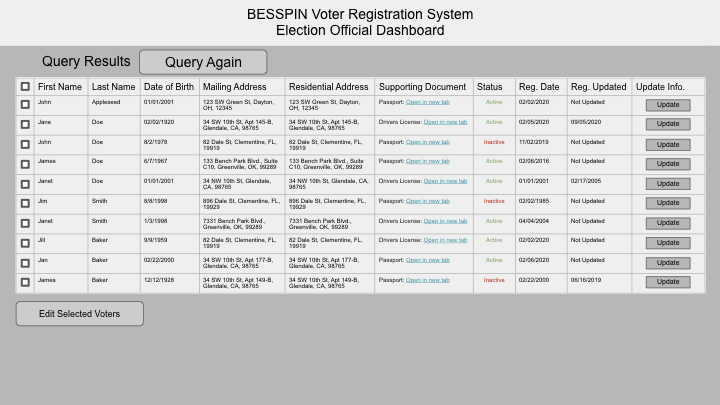 BESSPIN Voter Registration System
Election Official Dashboard
Query Results Query Again
First Name Last Name Date of Birth Mailing Address Residential Address Supporting Document Status Reg. Date Reg. Updated Update Info.
John Appleseed 01/01/2001 123 SW Green St, Dayton, 123 SW Green St, Dayton, Passport: Open in new tab Active 02/02/2020 Not Updated Update
OH, 12345 OH, 12345
Jane Doe 02/02/1920 34 SW 10th St, Apt 145-B, 34 SW 10th St, Apt 145-B, Drivers License: Open in new tab Active 02/05/2020 09/05/2020 Update
Glendale, CA, 98765 Glendale, CA, 98765
John Doe 8/2/1978 82 Dale St, Clementine, FL, 82 Dale St, Clementine, FL, Passport: Open in new tab Inactive 11/02/2019 Not Updated Update
19919 19919
James Doe 6/7/1967 133 Bench Park Blvd., Suite 133 Bench Park Blvd., Suite Passport: Open in new tab Active 02/06/2016 Not Updated Update
C10, Greenville, OK, 99289 C10, Greenville, OK, 99289
Janet Doe 01/01/2001 34 NW 10th St, Glendale, 34 NW 10th St, Glendale, Drivers License: Open in new tab Active 01/01/2001 02/17/2005 Update
CA, 98765 CA, 98765
Jim Smith 8/8/1998 896 Dale St, Clementine, FL, 896 Dale St, Clementine, FL, Passport: Open in new tab Inactive 02/02/1985 Not Updated Update
19929 19929
Janet Smith 1/3/1998 7331 Bench Park Blvd., 7331 Bench Park Blvd., Drivers License: Open in new tab Active 04/04/2004 Not Updated Update
Greenville, OK, 99289 Greenville, OK, 99289
Jill Baker 9/9/1959 82 Dale St, Clementine, FL, 82 Dale St, Clementine, FL, Drivers License: Open in new tab Active 02/02/2020 Not Updated Update
19919 19919
Jan Baker 02/22/2000 34 SW 10th St, Apt 177-B, 34 SW 10th St, Apt 177-B, Passport: Open in new tab Active 02/06/2020 Not Updated Update
Glendale, CA, 98765 Glendale, CA, 98765
James Baker 12/12/1928 34 SW 10th St, Apt 149-B, 34 SW 10th St, Apt 149-B, Passport: Open in new tab Inactive 02/22/2000 06/16/2019 Update
Glendale, CA, 98765 Glendale, CA, 98765
Edit Selected Voters